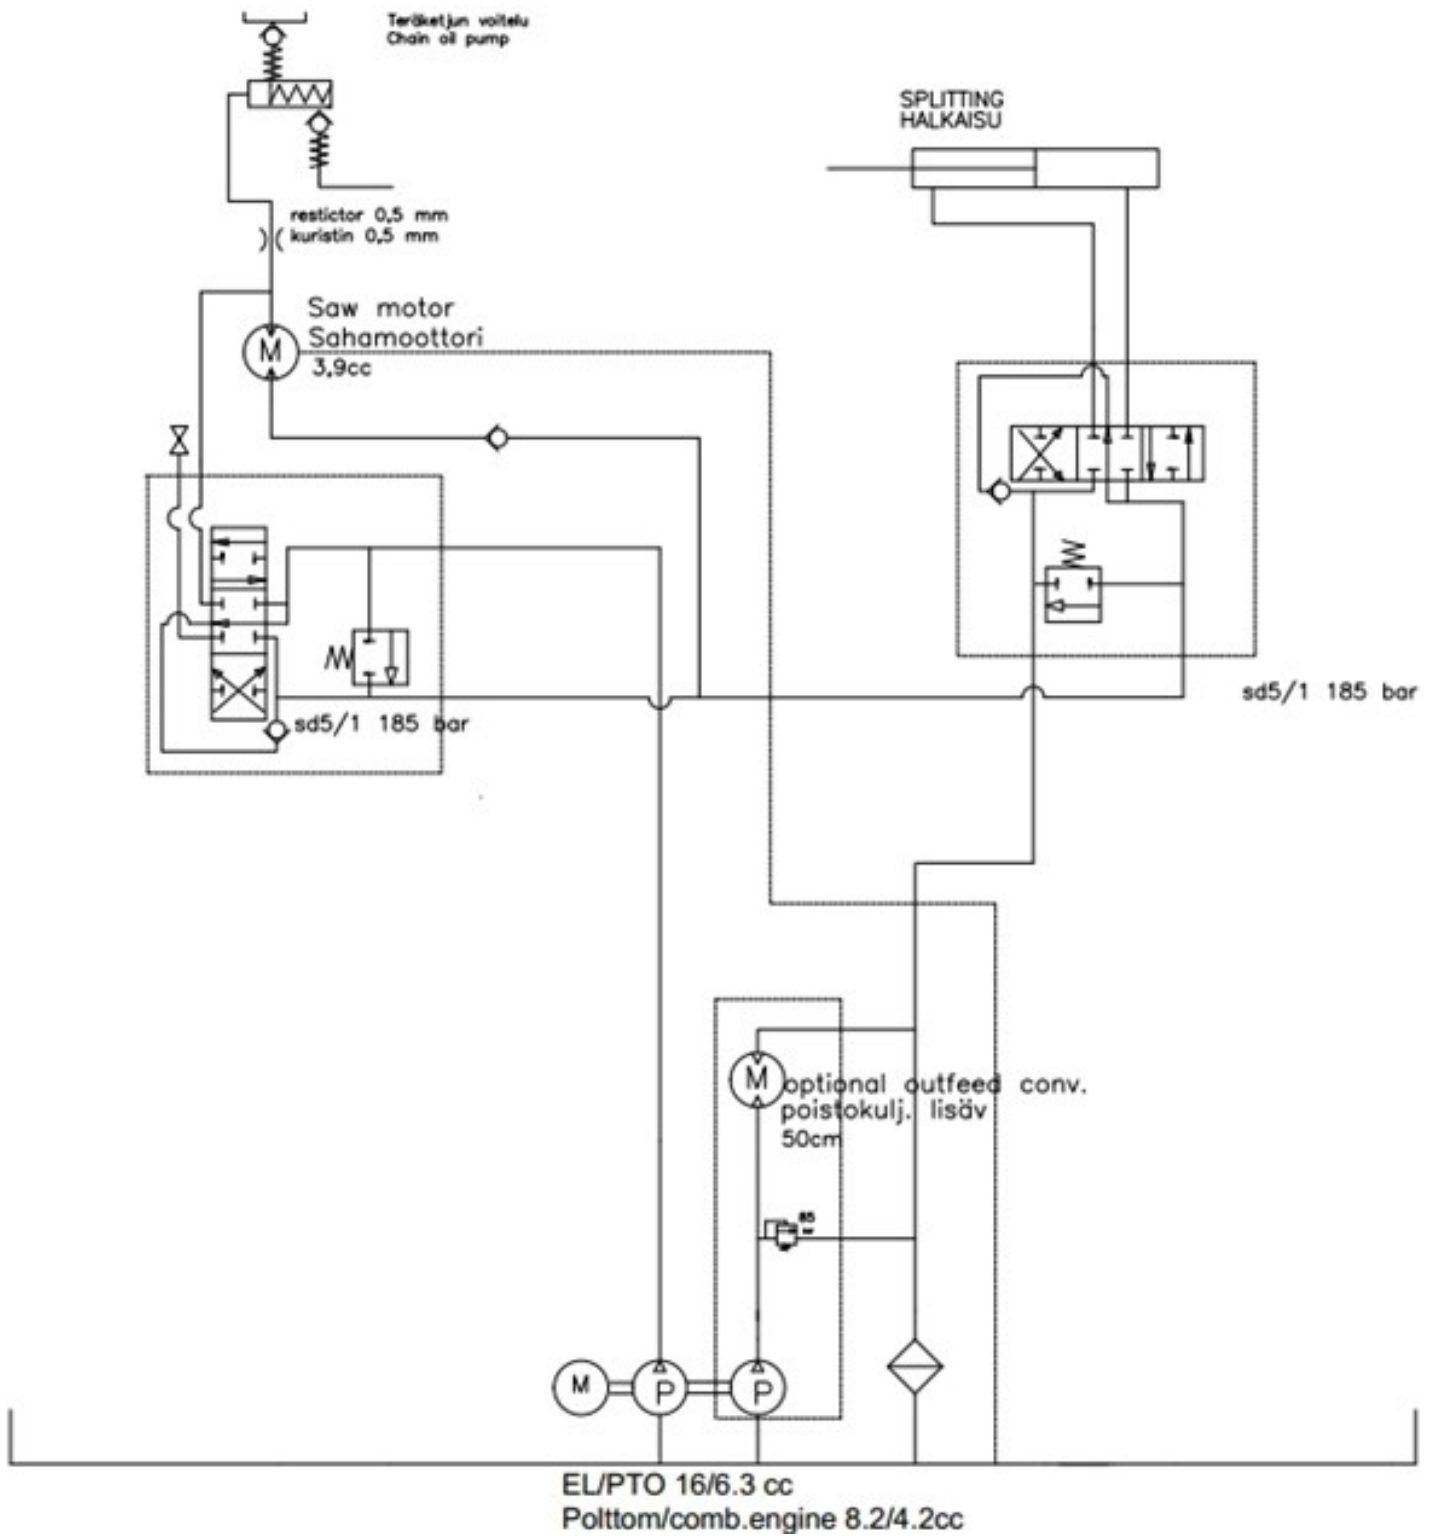 Teräketjun voitelu
Chain oil pump
SPLITTING
HALKAISU
restictor 0,5 mm
kuristin 0,5 mm
Saw motor
Sahamoottori
3,9cc
M
sd5/1 185 bar
sd5/1 185 bar
M
optional outfeed conv.
poistokulj. lisäv
50cm
85
M
P
P
EL/PTO 16/6.3 cc
Polttom/comb.engine 8.2/4.2cc